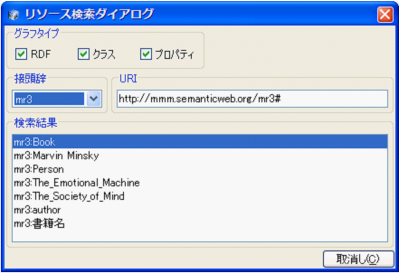 リソース検索ダイアログ
グラフタイプ
RDF クラス プロパティ
接頭辞 URI
mr3 http://mmm.semanticweb.org/mr3#
検索結果
mr3:Book
mr3:Marvin Minsky
mr3:Person
mr3:The_Emotional_Machine
mr3:The_Society_of_Mind
mr3:author
mr3:書籍名
取消し(C)